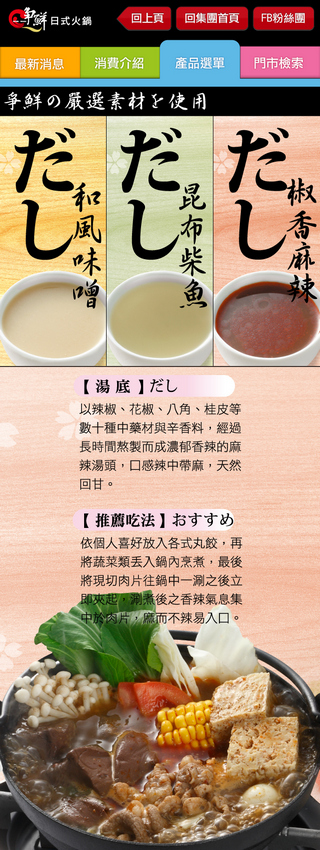 争鮮 日式火鍋
回上頁
回集團首頁
FB粉絲團
最新消息
消費介紹
產品選單
門市檢索
争鮮の嚴選素材を使用
だし
和風味噌
だし
昆布柴魚
だし
椒香麻辣
【湯底】だし
以辣椒、花椒、八角、桂皮等
數十種中藥材與辛香料，經過
長時間熬製而成濃郁香辣的麻
辣湯頭，口感辣中帶麻，天然
回甘。
【推薦吃法】おすすめ
依個人喜好放入各式丸餃，再
將蔬菜類丟入鍋內烹煮，最後
將現切肉片往鍋中一涮之後立
即夾起，涮煮後之香辣氣息集
中於肉片，麻而不辣易入口。